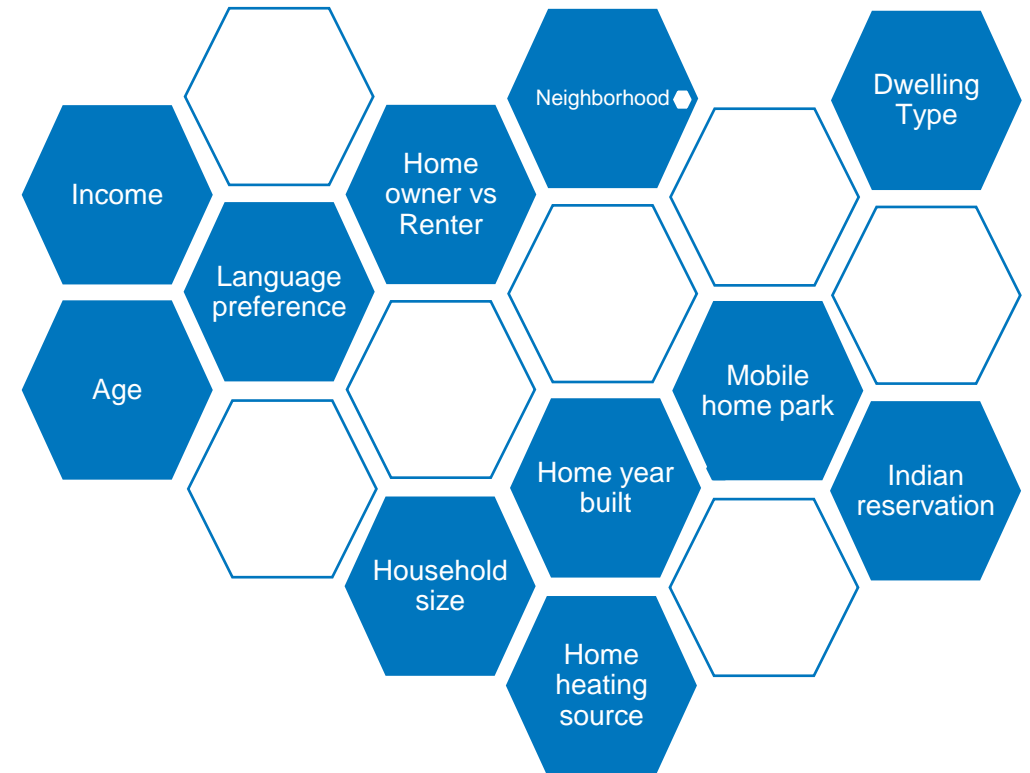 Neighborhood
Dwelling
Type
Home
owner vs
Renter
Income
Language
preference
Age
Mobile
home park
Home year
built
Indian
reservation
Household
size
Home
heating
source